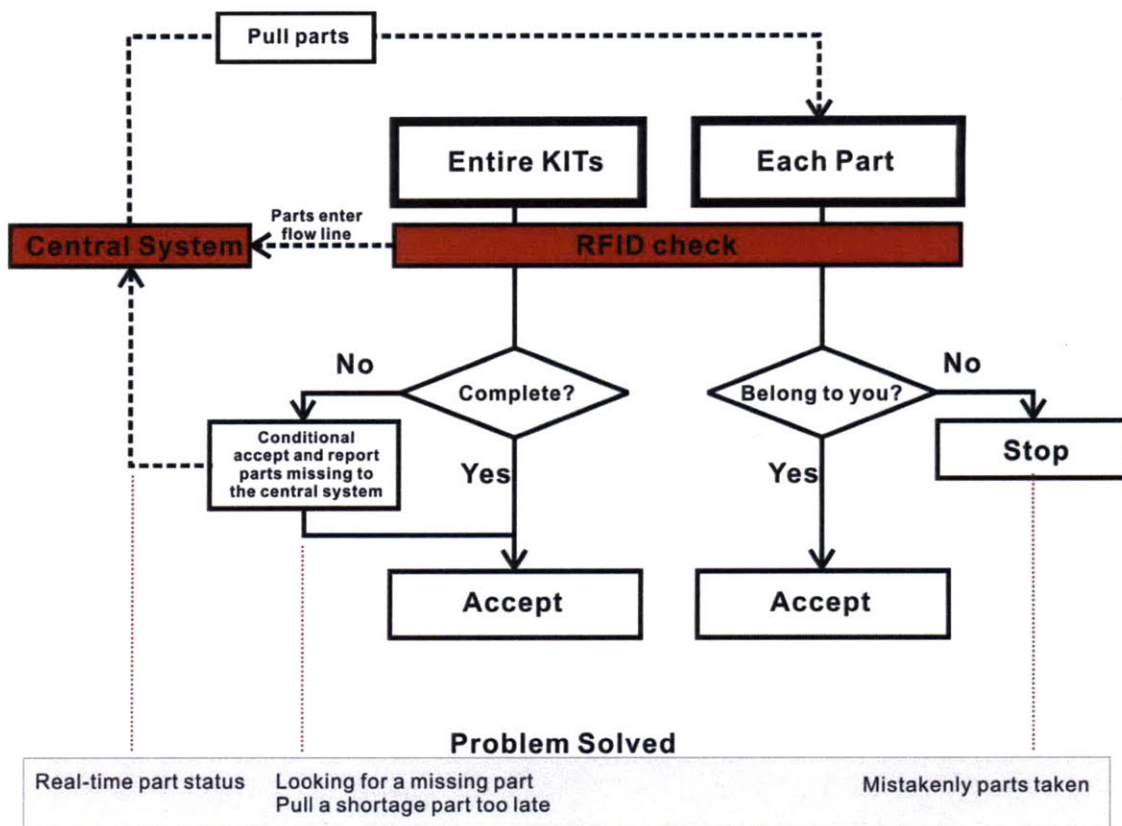 Pull parts
Entire KITs
Each Part
Parts enter
flow line
Central System
RFID check
No
Complete?
Belong to you?
No
Conditional
accept and report
parts missing to
the central system
Yes
Yes
Stop
Accept
Accept
Problem Solved
Real-time part status
Looking for a missing part
Pull a shortage part too late
Mistakenly parts taken